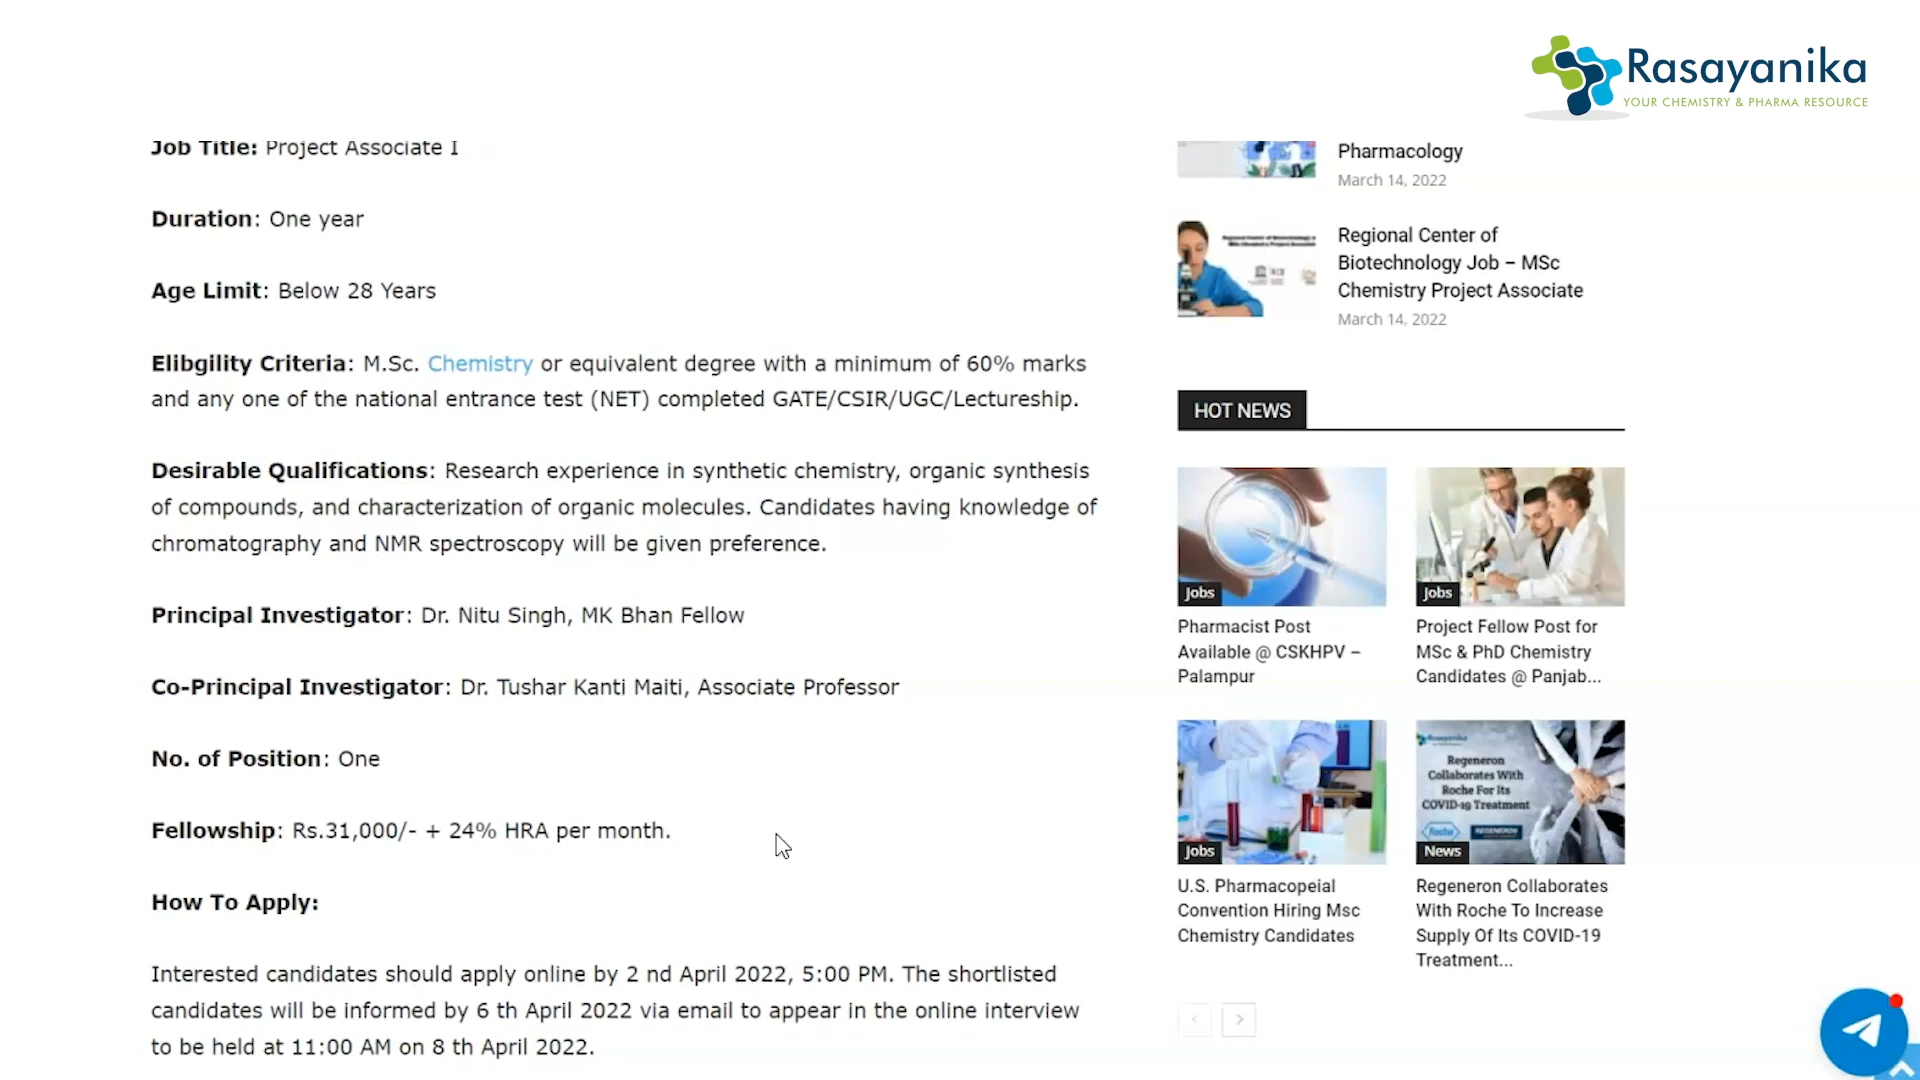 Rasayanika
YOUR CHEMISTRY & PHARMA RESOURCE
Job Title: Project Associate I
Duration: One year
Age Limit: Below 28 Years
Elibgility Criteria: M.Sc. Chemistry or equivalent degree with a minimum of 60% marks
and any one of the national entrance test (NET) completed GATE/CSIR/UGC/Lectureship.
Desirable Qualifications: Research experience in synthetic chemistry, organic synthesis
of compounds, and characterization of organic molecules. Candidates having knowledge of
chromatography and NMR spectroscopy will be given preference.
Principal Investigator: Dr. Nitu Singh, MK Bhan Fellow
Co-Principal Investigator: Dr. Tushar Kanti Maiti, Associate Professor
No. of Position: One
Fellowship: Rs.31,000/- + 24% HRA per month.
How To Apply:
Interested candidates should apply online by 2 nd April 2022, 5:00 PM. The shortlisted
candidates will be informed by 6 th April 2022 via email to appear in the online interview
to be held at 11:00 AM on 8 th April 2022.
Pharmacology
March 14, 2022
Regional Center of
Biotechnology Job – MSc
Chemistry Project Associate
March 14, 2022
HOT NEWS
Jobs
Pharmacist Post
Available @ CSKHPV –
Palampur
Jobs
Project Fellow Post for
MSc & PhD Chemistry
Candidates @ Panjab...
Jobs
U.S. Pharmacopeial
Convention Hiring Msc
Chemistry Candidates
Rasayanika
Regeneron
Collaborates With
Roche For Its
COVID-19 Treatment
Roche
REGENERON
News
Regeneron Collaborates
With Roche To Increase
Supply Of Its COVID-19
Treatment...